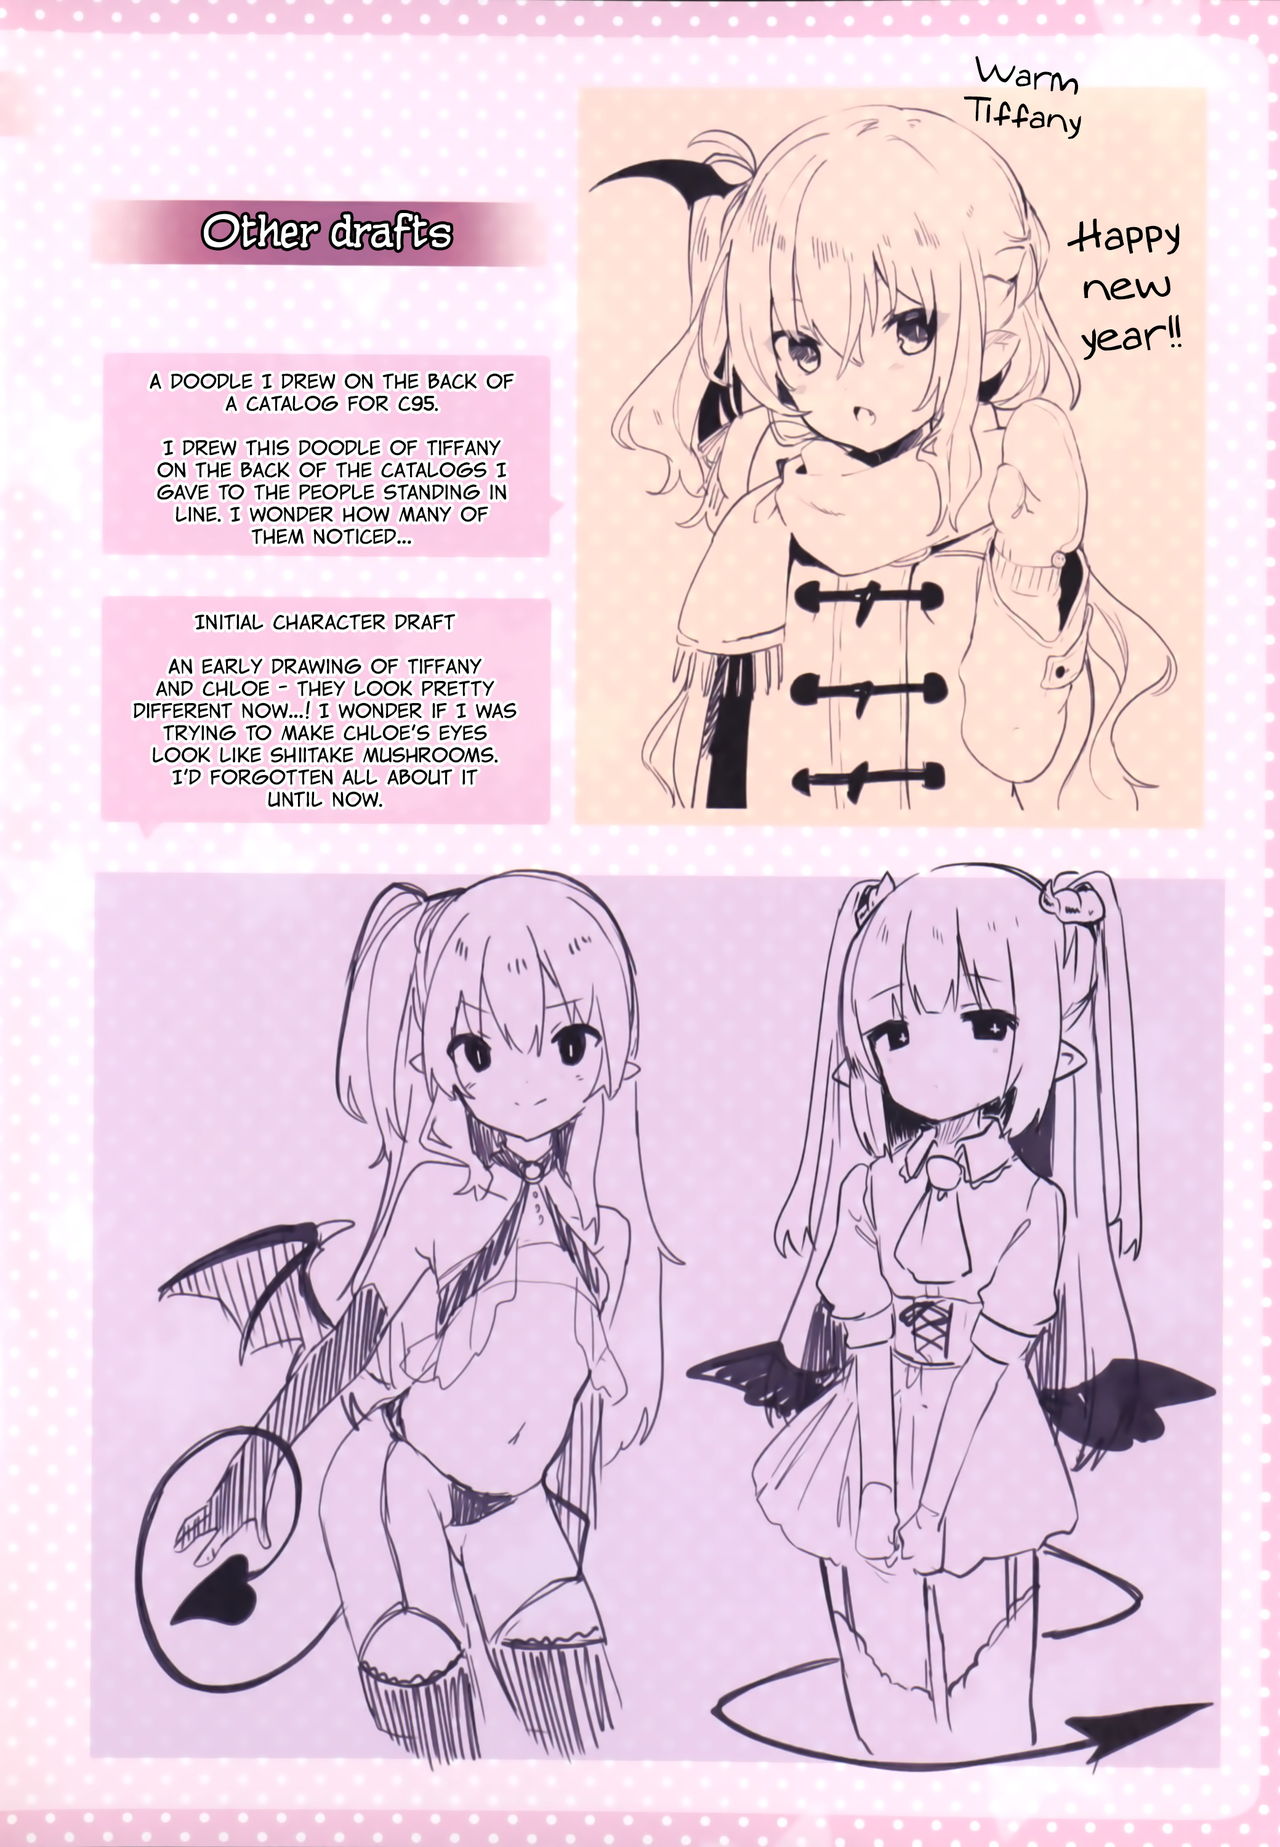 Warm
Tiffany
Other drafts
Happy
new
year!!
A DOODLE I DREW ON THE BACK OF
A CATALOG FOR C95.
I DREW THIS DOODLE OF TIFFANY
ON THE BACK OF THE CATALOGS I
GAVE TO THE PEOPLE STANDING IN
LINE. I WONDER HOW MANY OF
THEM NOTICED...
INITIAL CHARACTER DRAFT
AN EARLY DRAWING OF TIFFANY
AND CHLOE - THEY LOOK PRETTY
DIFFERENT NOW...! I WONDER IF I WAS
TRYING TO MAKE CHLOE'S EYES
LOOK LIKE SHIITAKE MUSHROOMS.
I'D FORGOTTEN ALL ABOUT IT
UNTIL NOW.